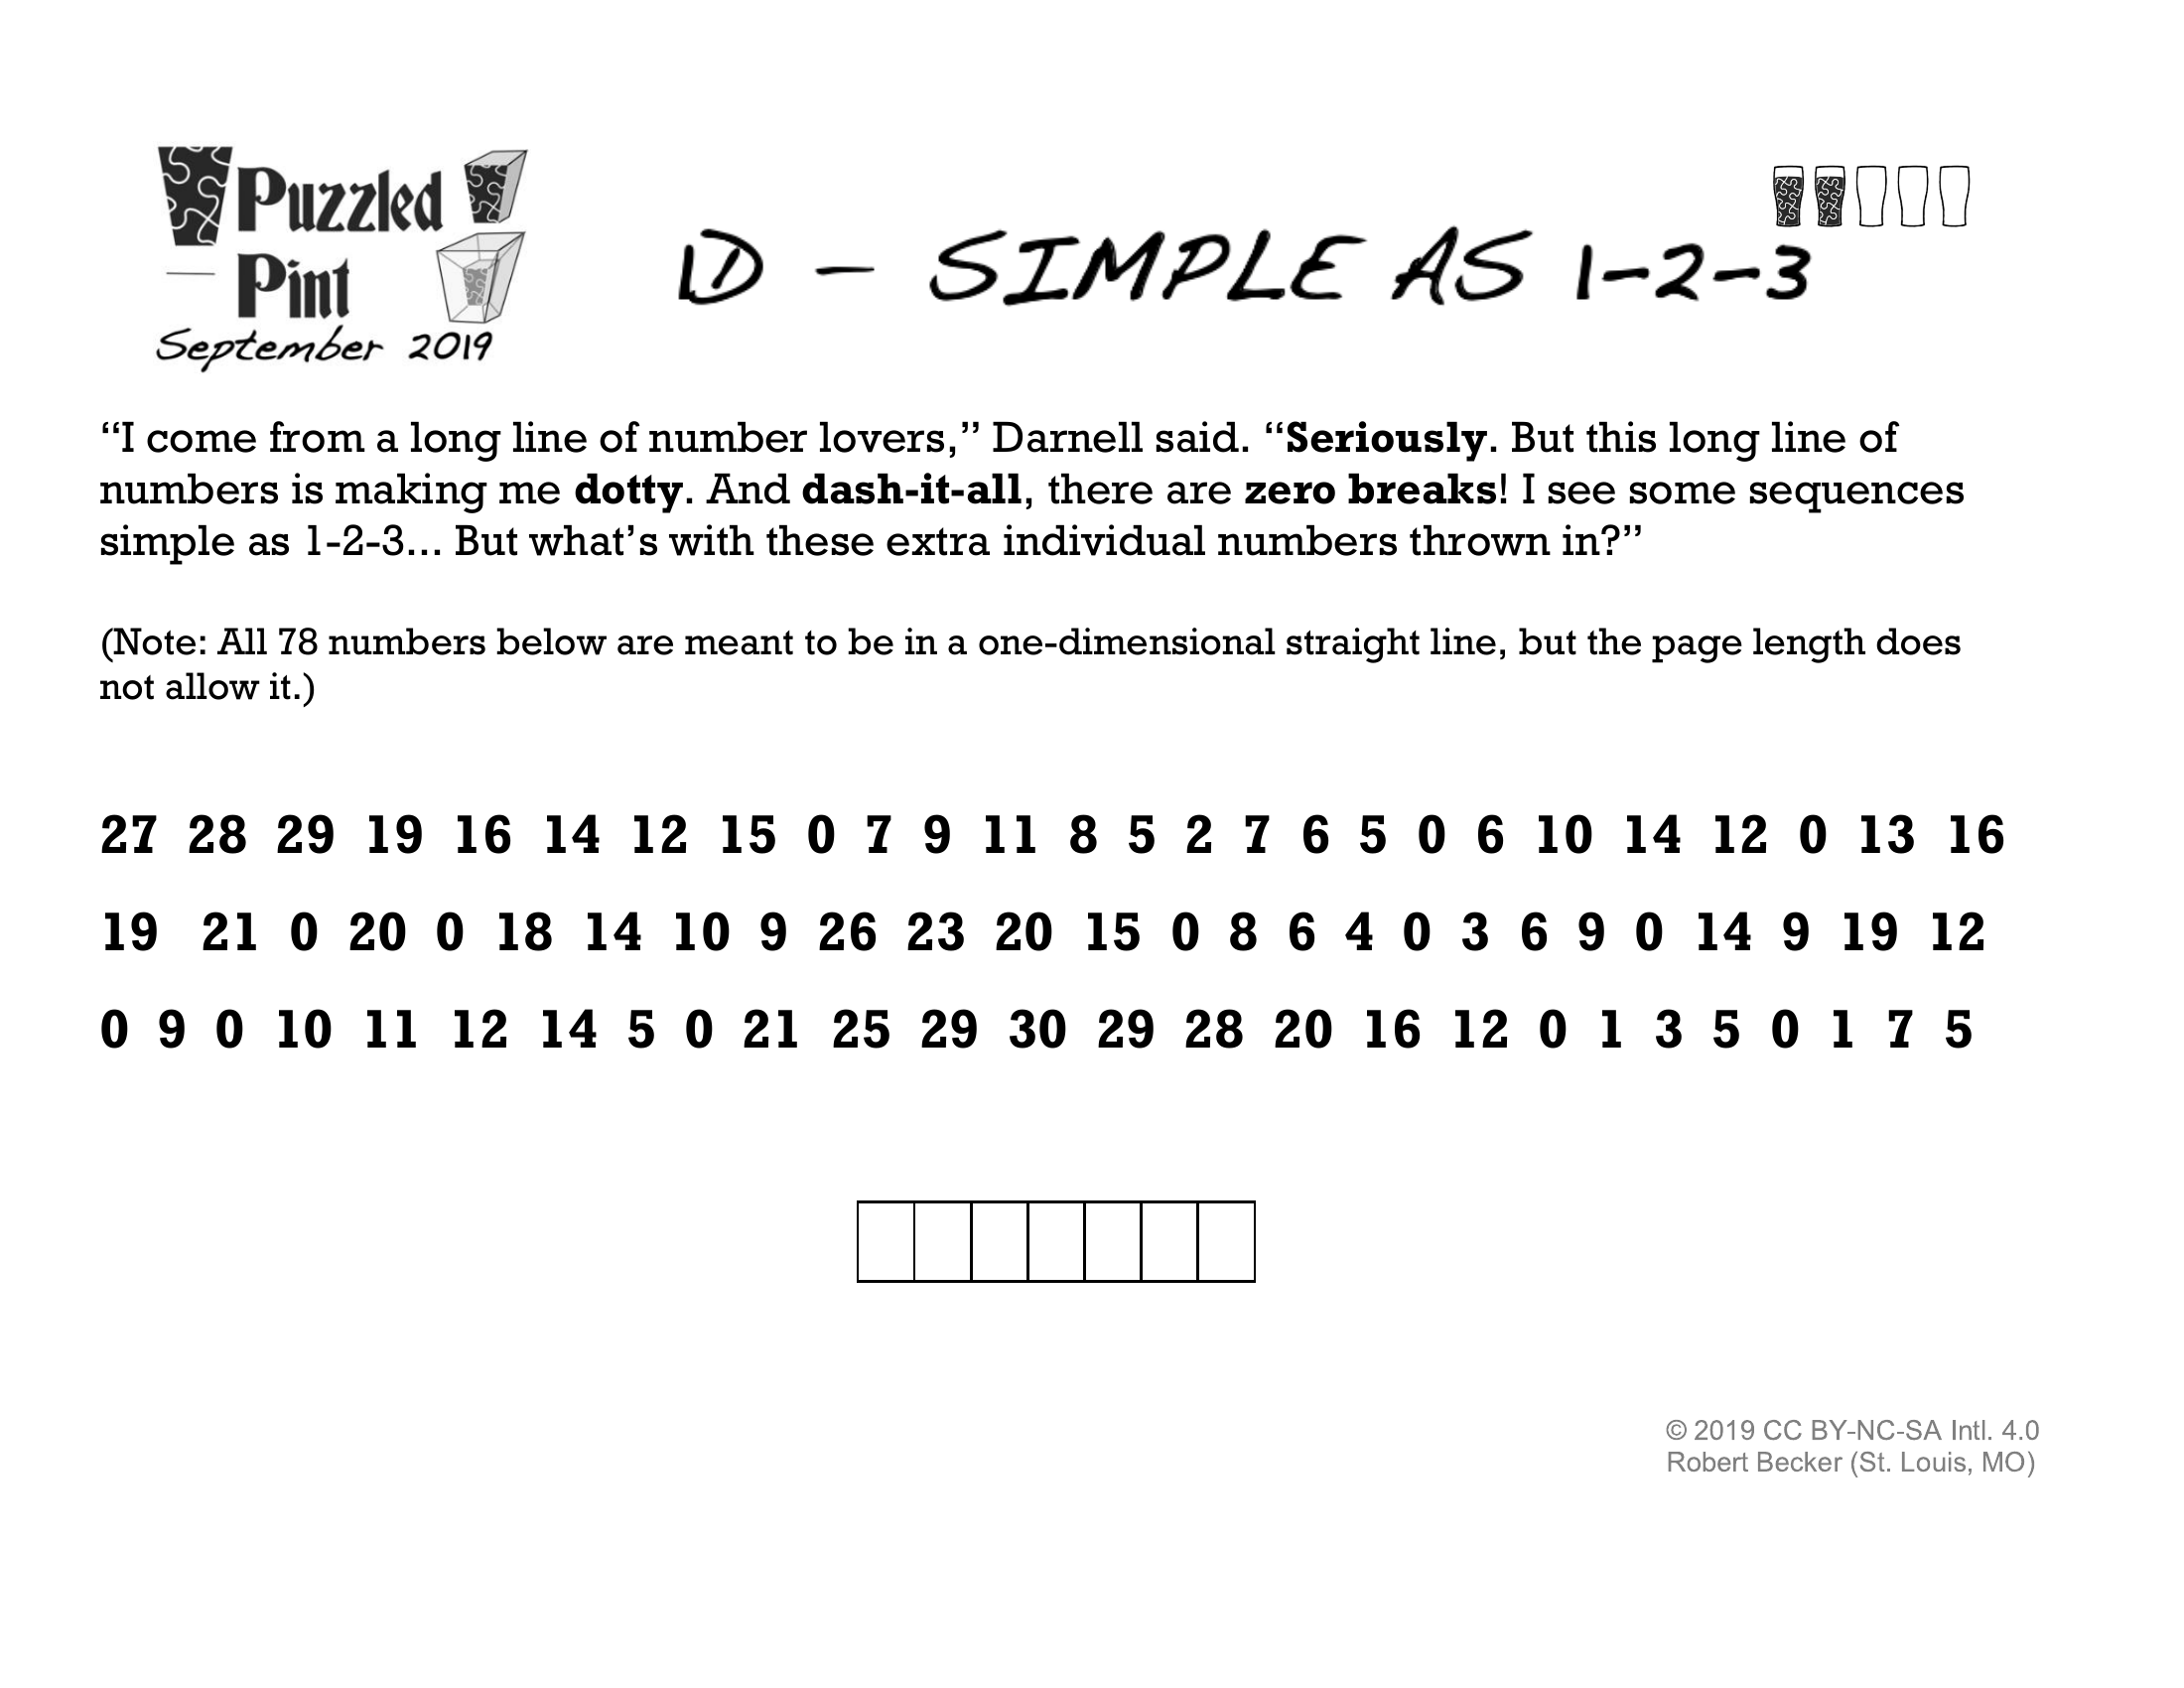 Puzzled
Pint
September 2019
1D – SIMPLE AS 1-2-3
“I come from a long line of number lovers,” Darnell said. “Seriously. But this long line of
numbers is making me dotty. And dash-it-all, there are zero breaks! I see some sequences
simple as 1-2-3... But what’s with these extra individual numbers thrown in?”
(Note: All 78 numbers below are meant to be in a one-dimensional straight line, but the page length does
not allow it.)
27 28 29 19 16 14 12 15 0 7 9 11 8 5 2 7 6 5 0 6 10 14 12 0 13 16
19 21 0 20 0 18 14 10 9 26 23 20 15 0 8 6 4 0 3 6 9 0 14 9 19 12
0 9 0 10 11 12 14 5 0 21 25 29 30 29 28 20 16 12 0 1 3 5 0 1 7 5
© 2019 CC BY-NC-SA Intl. 4.0
Robert Becker (St. Louis, MO)